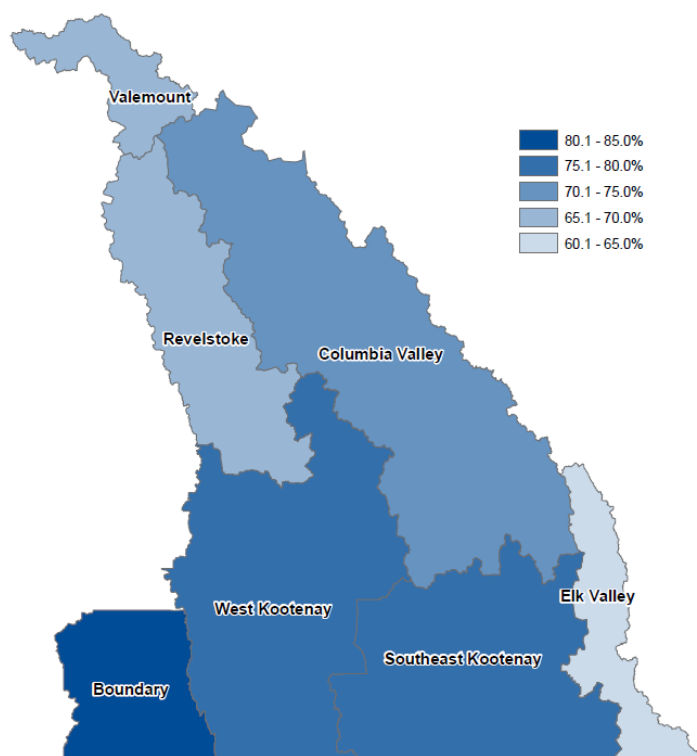 Valemount
80.1 - 85.0%
75.1 - 80.0%
70.1 - 75.0%
65.1 - 70.0%
60.1 - 65.0%
Revelstoke
Columbia Valley
Elk Valley
West Kootenay
Southeast Kootenay
Boundary